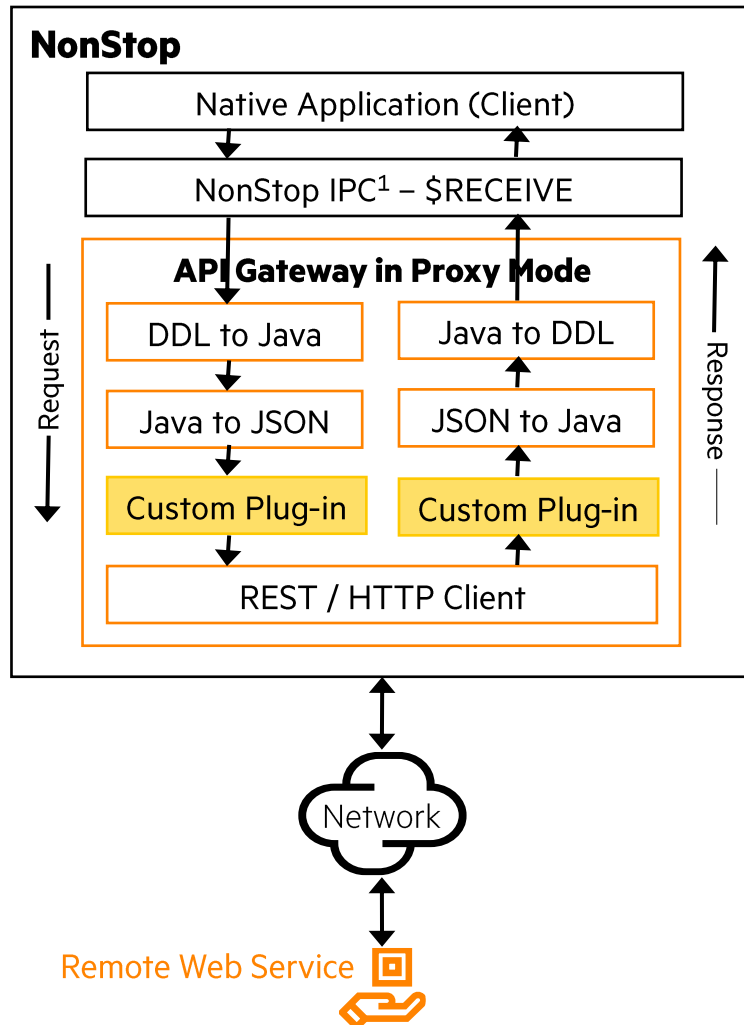 NonStop
Native Application (Client)
NonStop IPC¹ – $RECEIVE
API Gateway in Proxy Mode
Request
DDL to Java
Java to DDL
Response
Java to JSON
JSON to Java
Custom Plug-in
Custom Plug-in
REST / HTTP Client
Network
Remote Web Service